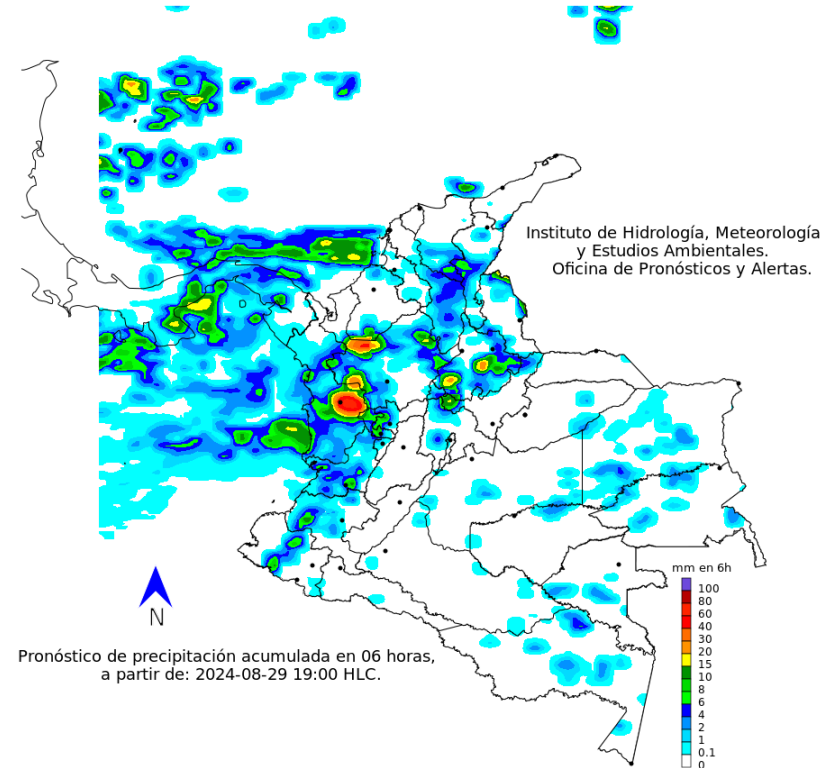 Instituto de Hidrología, Meteorología
y Estudios Ambientales.
Oficina de Pronósticos y Alertas.
mm en 6h
100
80
60
40
30
20
15
10
8
6
4
2
1
0.1
0
N
Pronóstico de precipitación acumulada en 06 horas,
a partir de: 2024-08-29 19:00 HLC.